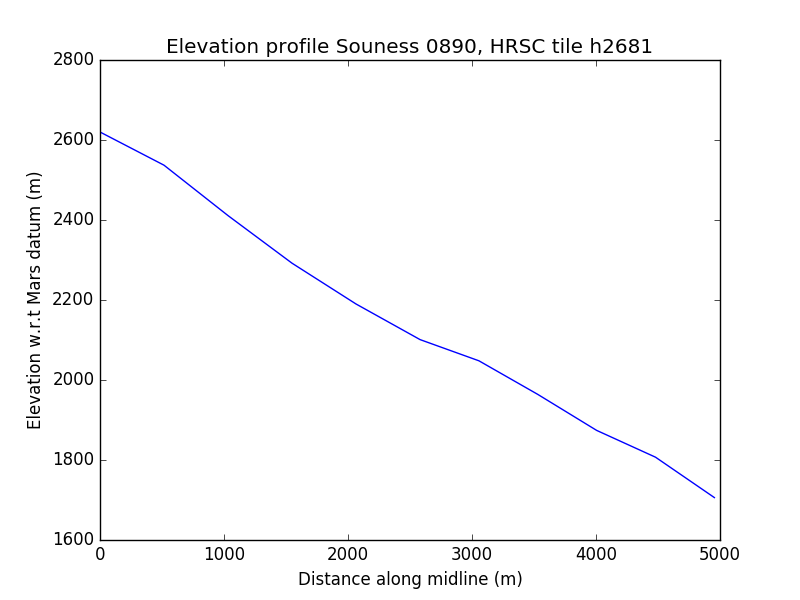 Elevation profile Souness 0890, HRSC tile h2681
2800
2600
2400
2200
2000
1800
1600
Elevation w.r.t Mars datum (m)
0 1000 2000 3000 4000 5000
Distance along midline (m)